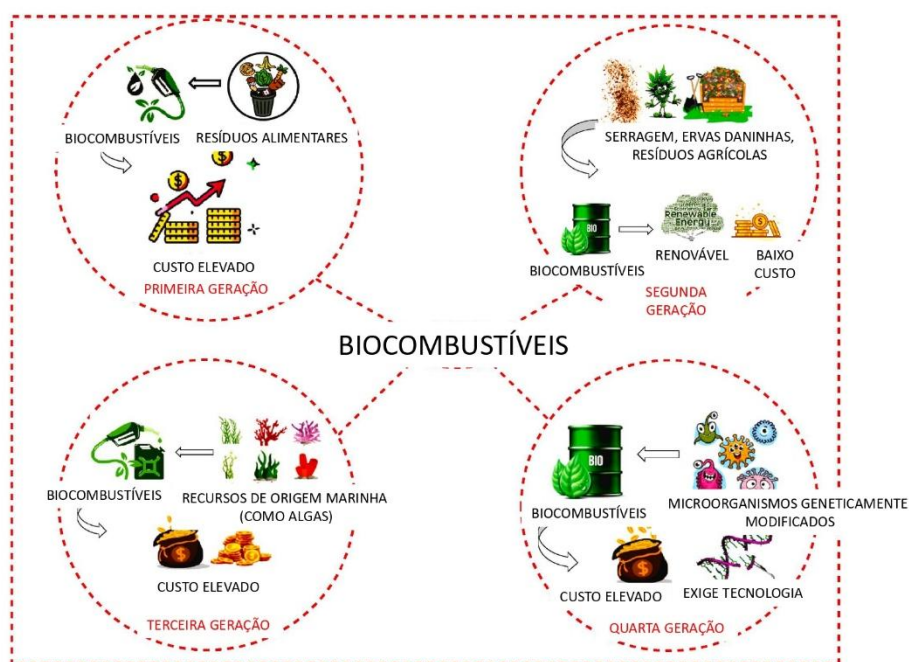 BIOCOMBUSTÍVEIS
RESÍDUOS ALIMENTARES
CUSTO ELEVADO
PRIMEIRA GERAÇÃO
SERRAGEM, ERVAS DANINHAS,
RESÍDUOS AGRÍCOLAS
BIO
Renewable
Energy
BIOCOMBUSTÍVEIS
RENOVÁVEL
BAIXO
CUSTO
SEGUNDA
GERAÇÃO
BIOCOMBUSTÍVEIS
BIOCOMBUSTÍVEIS
RECURSOS DE ORIGEM MARINHA
(COMO ALGAS)
CUSTO ELEVADO
TERCEIRA GERAÇÃO
BIO
BIOCOMBUSTÍVEIS
MICROORGANISMOS GENETICAMENTE
MODIFICADOS
CUSTO ELEVADO
EXIGE TECNOLOGIA
QUARTA GERAÇÃO